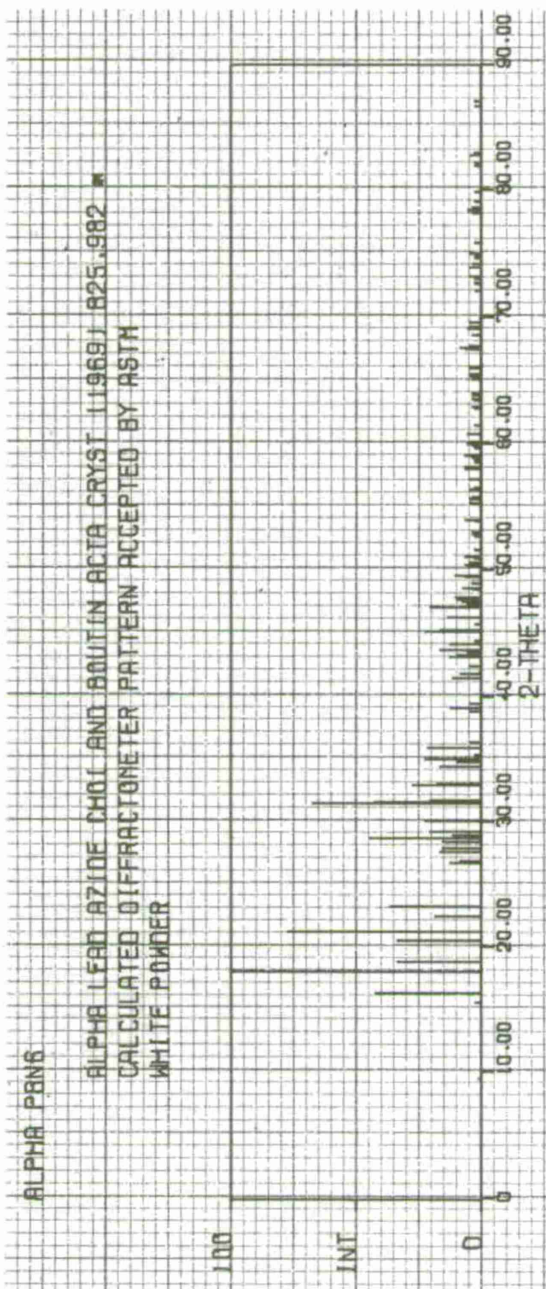 ALPHA PBN6
ALPHA LEAD AZIDE CHOI AND BOUTIN ACTA CRYST (1969) B25,982
CALCULATED DIFFRACTOMETER PATTERN ACCEPTED BY ASTM
WHITE POWDER
100
INT
0
0 10.00 20.00 30.00 40.00 50.00 60.00 70.00 80.00 90.00
2-THETA